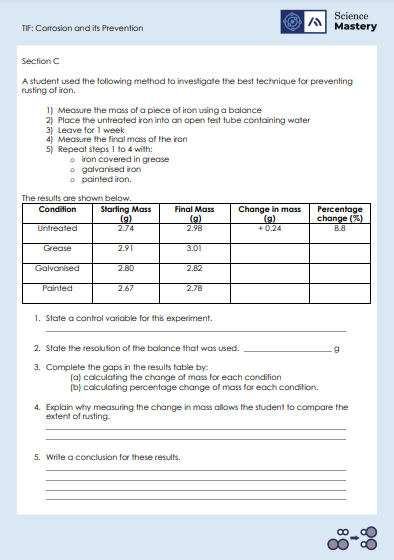 TIF: Corrosion and its Prevention
Science
Mastery
Section C
A student used the following method to investigate the best technique for preventing
rusting of iron.
1) Measure the mass of a piece of iron using a balance
2) Place the untreated iron into an open test tube containing water
3) Leave for 1 week
4) Measure the final mass of the iron
5) Repeat steps 1 to 4 with:
o iron covered in grease
o galvanised iron
o painted iron.
The results are shown below.
Condition Starting Mass (g) Final Mass (g) Change in mass (g) Percentage change (%)
Untreated 2.74 2.98 + 0.24 8.8
Grease 2.91 3.01
Galvanised 2.80 2.82
Painted 2.67 2.78
1. State a control variable for this experiment.
2. State the resolution of the balance that was used. ____________ g
3. Complete the gaps in the results table by:
(a) calculating the change of mass for each condition
(b) calculating percentage change of mass for each condition.
4. Explain why measuring the change in mass allows the student to compare the
extent of rusting.
5. Write a conclusion for these results.